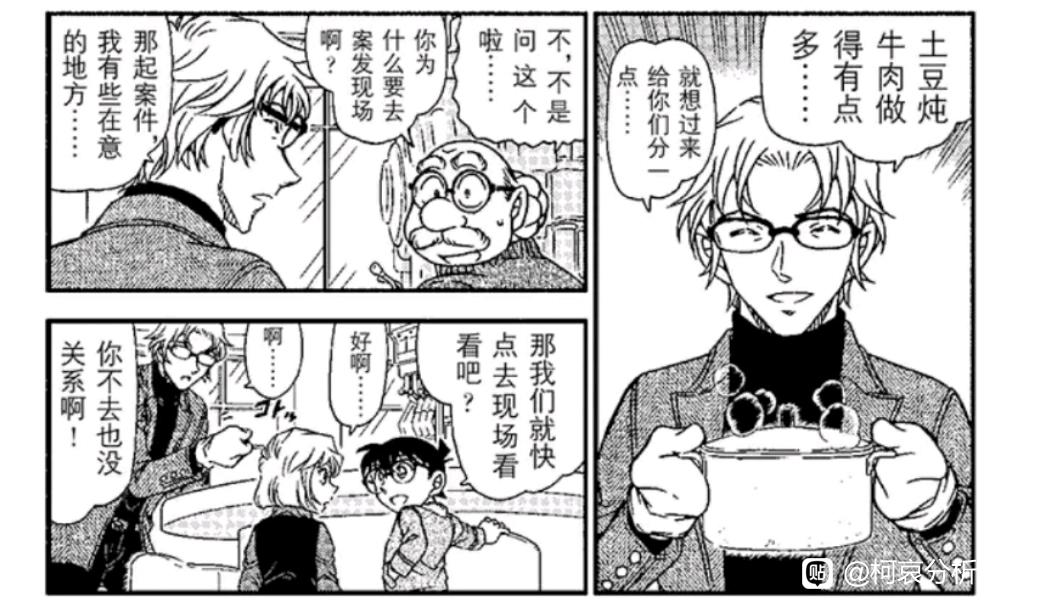 土豆炖
牛肉做
得有点
多……
就想过来
给你们分一
点……
不，不是
问这个
啦……
你为
什么要去
案发现场
啊？
那起案件，
我有些在意
的地方……
那我们就快
点去现场看
看吧？
好啊……
啊……
コトッ
你不去也没
关系啊！
贴 @柯哀分析